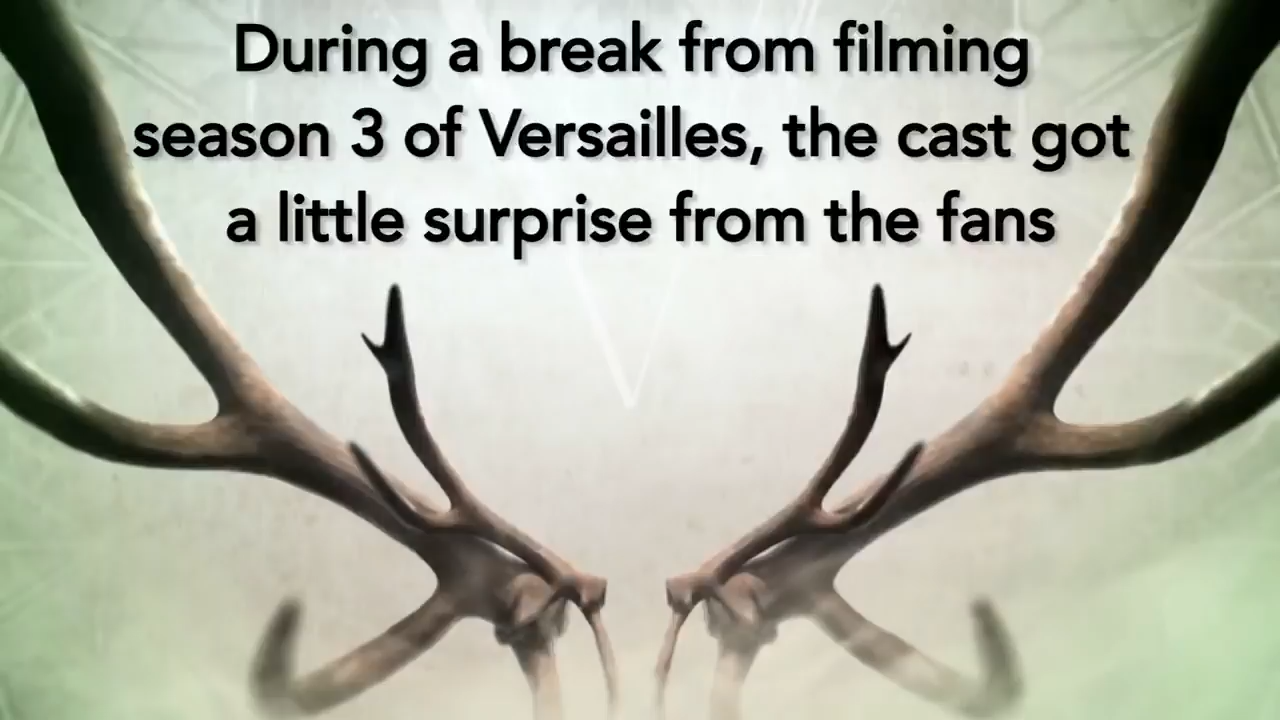 During a break from filming
season 3 of Versailles, the cast got
a little surprise from the fans